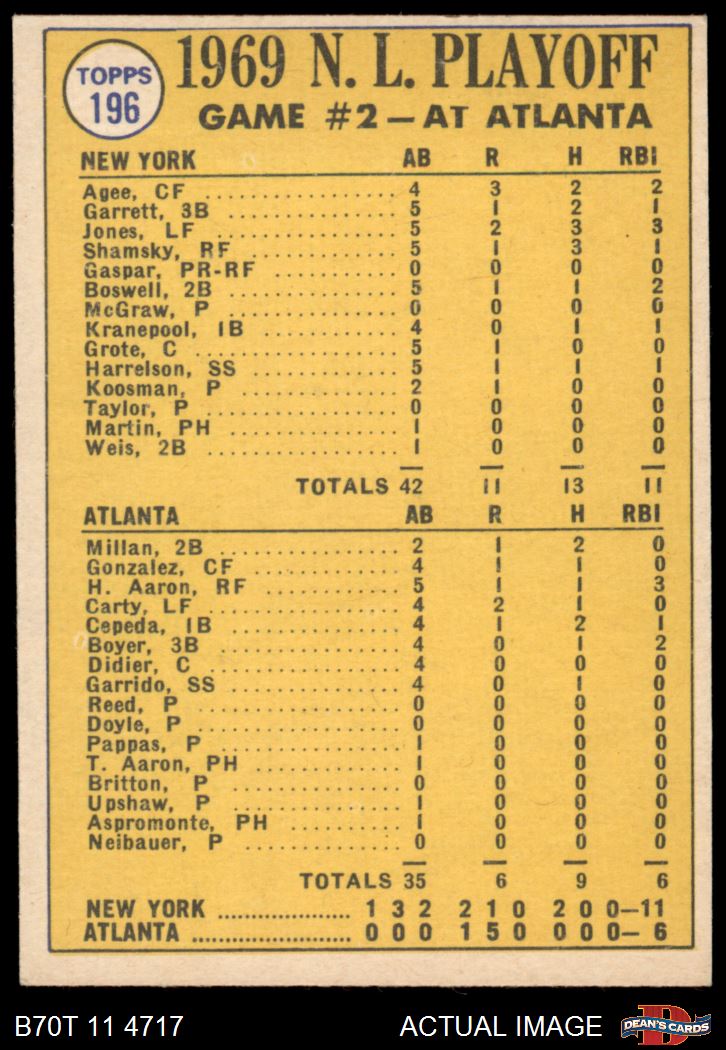 TOPPS
196
1969 N. L. PLAYOFF
GAME #2 — AT ATLANTA
NEW YORK AB R H RBI
Agee, CF .................. 4 3 2 2
Garrett, 3B ................ 5 1 2 1
Jones, LF .................. 5 2 3 3
Shamsky, RF ................ 5 1 3 1
Gaspar, PR-RF .............. 0 0 0 0
Boswell, 2B ................ 5 1 1 2
McGraw, P .................. 0 0 0 0
Kranepool, 1B .............. 4 0 1 1
Grote, C ................... 5 1 0 0
Harrelson, SS .............. 5 1 1 1
Koosman, P ................. 2 1 0 0
Taylor, P .................. 0 0 0 0
Martin, PH ................. 1 0 0 0
Weis, 2B ................... 1 0 0 0
TOTALS 42 11 13 11
ATLANTA AB R H RBI
Millan, 2B ................. 2 1 2 0
Gonzalez, CF ............... 4 1 1 0
H. Aaron, RF ............... 5 1 1 3
Carty, LF .................. 4 2 1 0
Cepeda, 1B ................. 4 1 2 1
Boyer, 3B .................. 4 0 1 2
Didier, C .................. 4 0 0 0
Garrido, SS ................ 4 0 1 0
Reed, P .................... 0 0 0 0
Doyle, P ................... 0 0 0 0
Pappas, P .................. 1 0 0 0
T. Aaron, PH ............... 1 0 0 0
Britton, P ................. 0 0 0 0
Upshaw, P .................. 1 0 0 0
Aspromonte, PH ............. 1 0 0 0
Neibauer, P ................ 0 0 0 0
TOTALS 35 6 9 6
NEW YORK .................. 1 3 2 2 1 0 2 0 0—11
ATLANTA .................... 0 0 0 1 5 0 0 0 0— 6
B70T 11 4717 ACTUAL IMAGE
D
DEAN'S CARDS